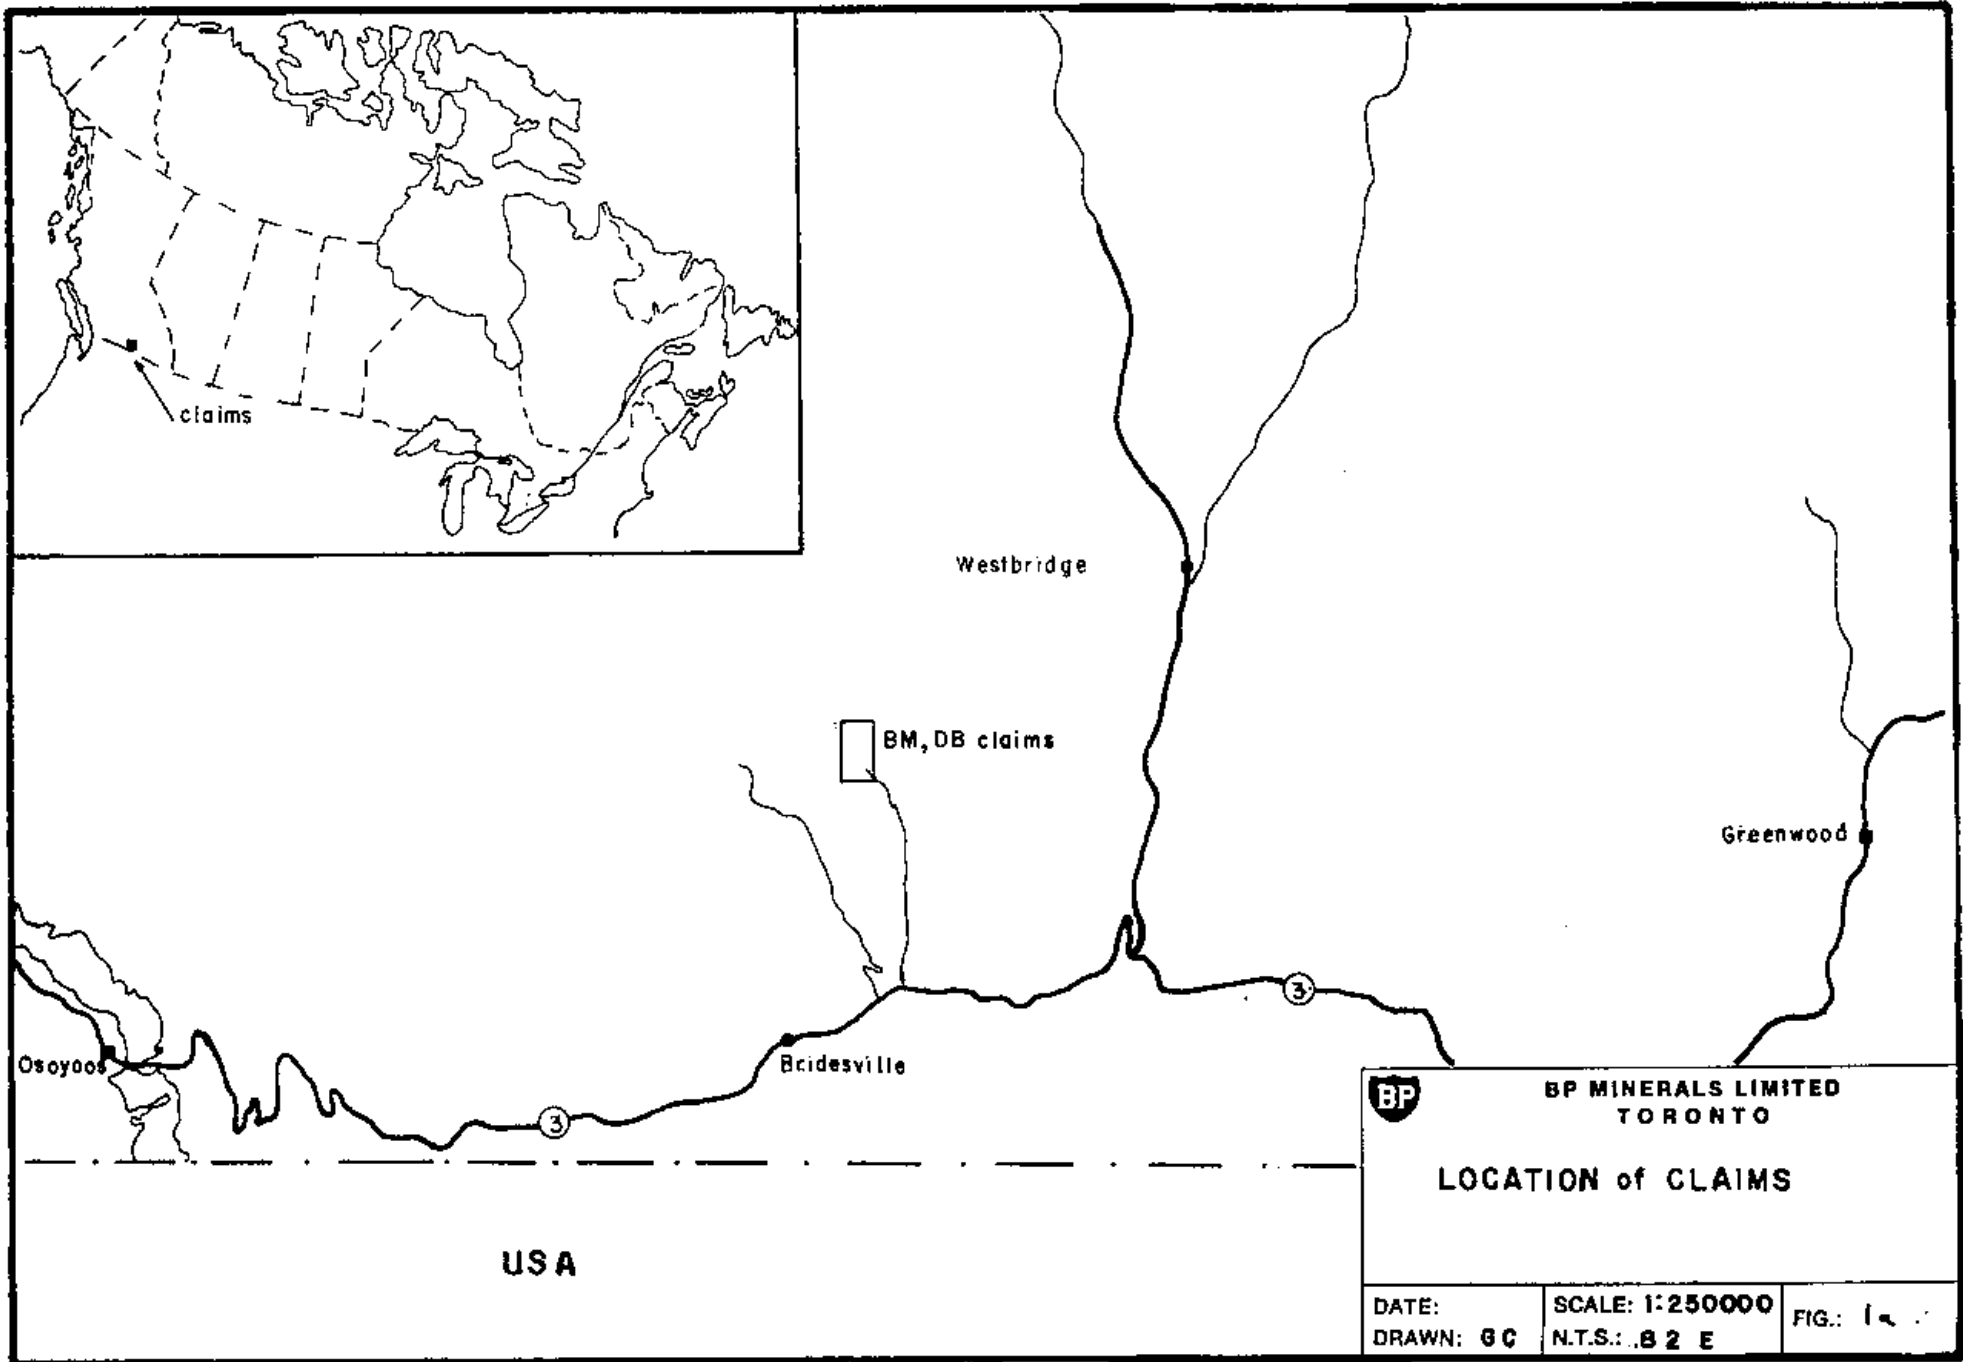 claims
Westbridge
BM, DB claims
Greenwood
3
Osoyoos
Bridesville
3
USA
BP
BP MINERALS LIMITED
TORONTO
LOCATION of CLAIMS
DATE:
DRAWN: GC
SCALE: 1:250000
N.T.S.: 82 E
FIG.: 1a